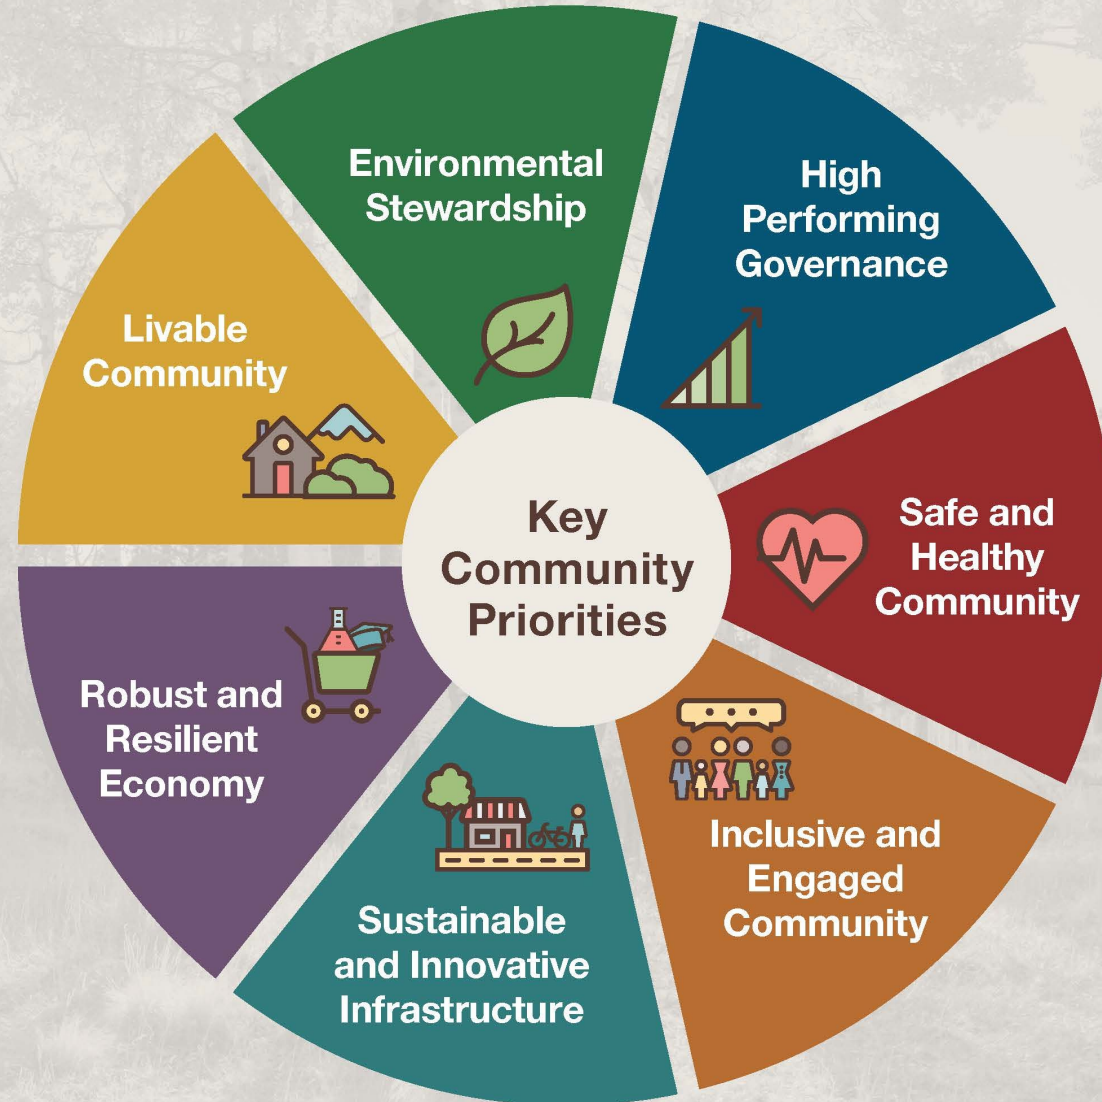 Environmental
Stewardship
High
Performing
Governance
Safe and
Healthy
Community
Inclusive and
Engaged
Community
Sustainable
and Innovative
Infrastructure
Robust and
Resilient
Economy
Livable
Community
Key
Community
Priorities